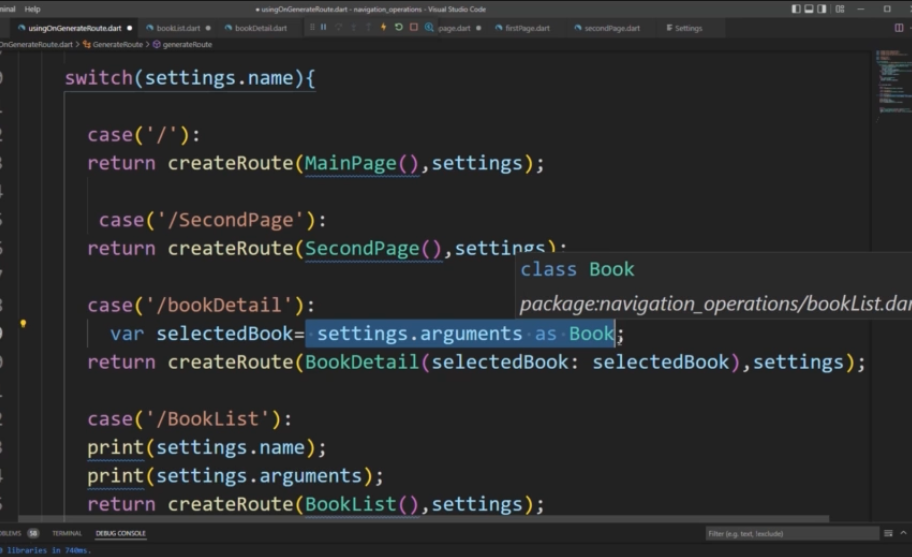 Help
● usingOnGenerateRoute.dart - navigation_operations - Visual Studio Code
usingOnGenerateRoute.dart ● bookList.dart ● bookDetail.dart page.dart ● firstPage.dart secondPage.dart Settings
OnGenerateRoute.dart > GenerateRoute > generateRoute
switch(settings.name){
case('/'):
return createRoute(MainPage(),settings);
case('/SecondPage'):
return createRoute(SecondPage(),settings);
class Book
package:navigation_operations/bookList.dar
case('/bookDetail'):
var selectedBook= settings.arguments as Book;
return createRoute(BookDetail(selectedBook: selectedBook),settings);
case('/BookList'):
print(settings.name);
print(settings.arguments);
return createRoute(BookList(),settings);
TERMINAL DEBUG CONSOLE Filter (e.g. text, !exclude)
libraries in 740ms.